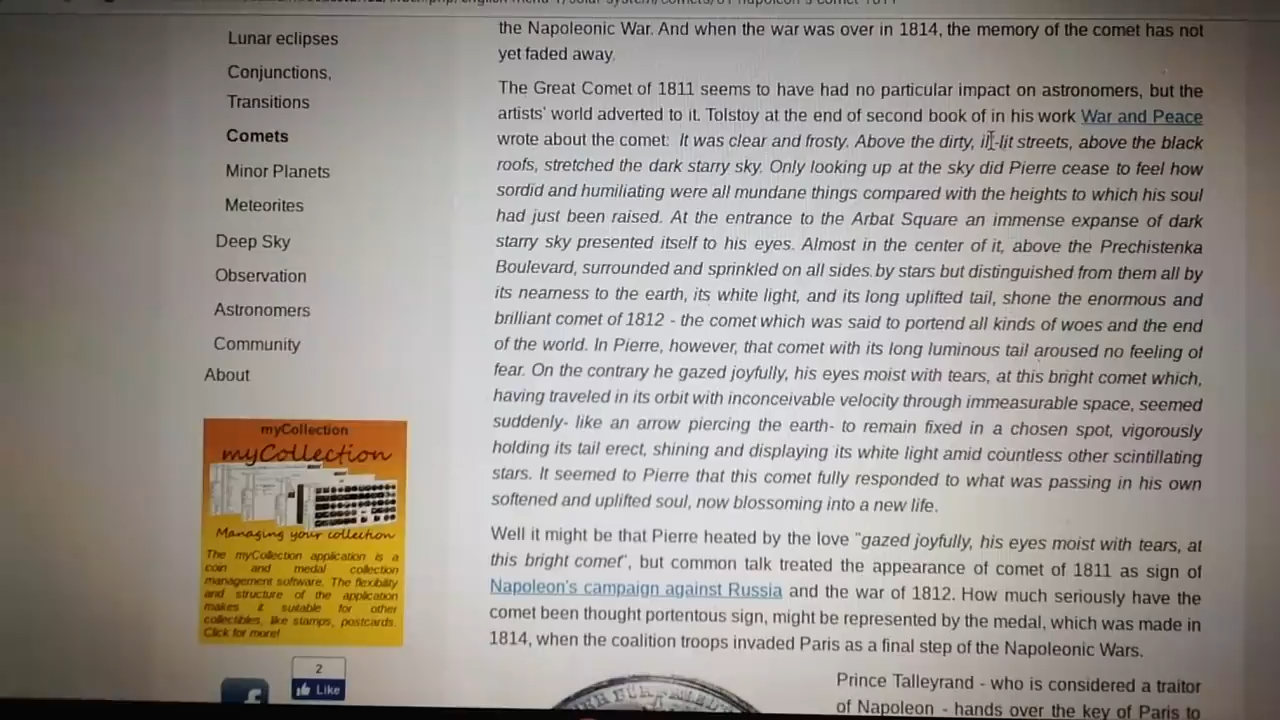 Lunar eclipses
Conjunctions,
Transitions
Comets
Minor Planets
Meteorites
Deep Sky
Observation
Astronomers
Community
About
myCollection
myCollection
Managing your collection
The myCollection application is a
coin and medal collection
management software. The flexibility
and structure of the application
makes it suitable for other
collectibles, like stamps, postcards.
Click for more!
2
Like
the Napoleonic War. And when the war was over in 1814, the memory of the comet has not
yet faded away.
The Great Comet of 1811 seems to have had no particular impact on astronomers, but the
artists' world adverted to it. Tolstoy at the end of second book of in his work War and Peace
wrote about the comet: It was clear and frosty. Above the dirty, ill-lit streets, above the black
roofs, stretched the dark starry sky. Only looking up at the sky did Pierre cease to feel how
sordid and humiliating were all mundane things compared with the heights to which his soul
had just been raised. At the entrance to the Arbat Square an immense expanse of dark
starry sky presented itself to his eyes. Almost in the center of it, above the Prechistenka
Boulevard, surrounded and sprinkled on all sides by stars but distinguished from them all by
its nearness to the earth, its white light, and its long uplifted tail, shone the enormous and
brilliant comet of 1812 - the comet which was said to portend all kinds of woes and the end
of the world. In Pierre, however, that comet with its long luminous tail aroused no feeling of
fear. On the contrary he gazed joyfully, his eyes moist with tears, at this bright comet which,
having traveled in its orbit with inconceivable velocity through immeasurable space, seemed
suddenly- like an arrow piercing the earth- to remain fixed in a chosen spot, vigorously
holding its tail erect, shining and displaying its white light amid countless other scintillating
stars. It seemed to Pierre that this comet fully responded to what was passing in his own
softened and uplifted soul, now blossoming into a new life.
Well it might be that Pierre heated by the love "gazed joyfully, his eyes moist with tears, at
this bright comet", but common talk treated the appearance of comet of 1811 as sign of
Napoleon's campaign against Russia and the war of 1812. How much seriously have the
comet been thought portentous sign, might be represented by the medal, which was made in
1814, when the coalition troops invaded Paris as a final step of the Napoleonic Wars.
Prince Talleyrand - who is considered a traitor
of Napoleon - hands over the key of Paris to